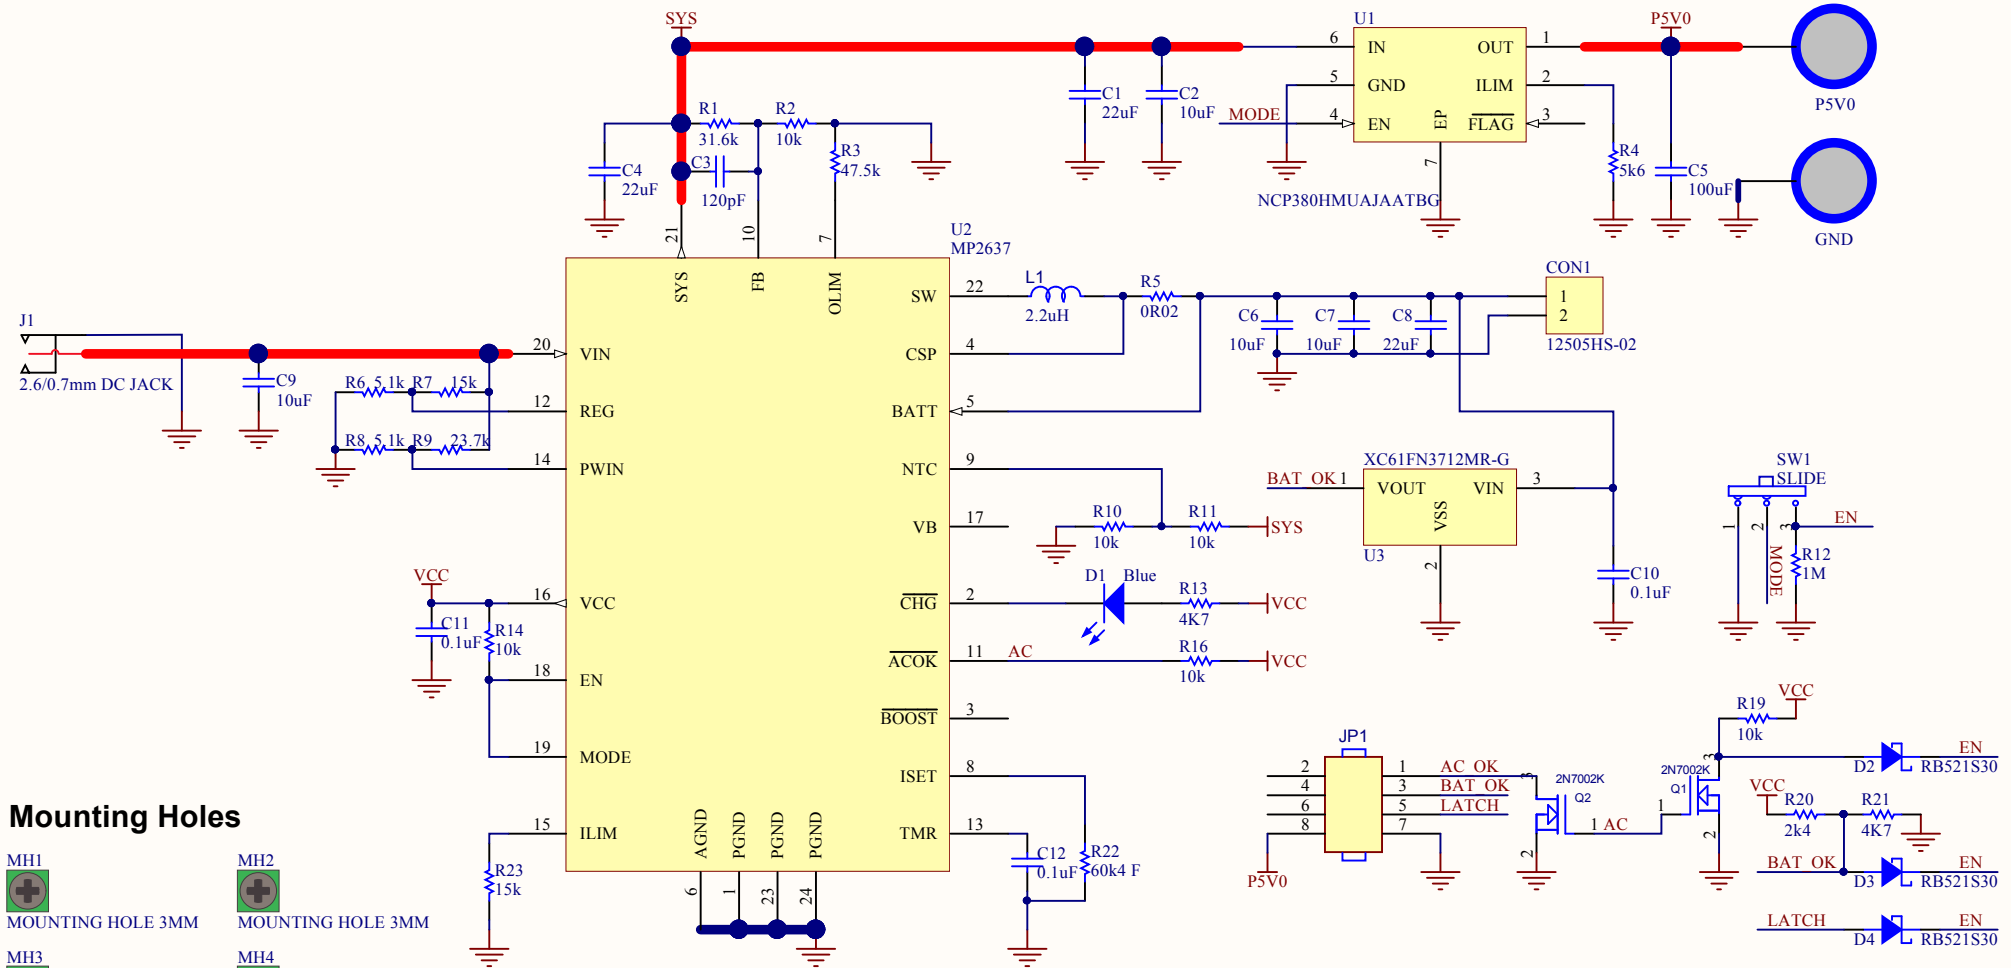 SYS
U1
P5V0
6 IN OUT 1
5 GND ILIM 2
MODE 4 EN EP FLAG 3
7
NCP380HMUAJAATBG
C1
22uF
C2
10uF
R4
5k6
C5
100uF
P5V0
GND
R1
31.6k
R2
10k
R3
47.5k
C3
120pF
C4
22uF
21
10
7
U2
MP2637
SYS
FB
OLIM
J1
2.6/0.7mm DC JACK
C9
10uF
R6 5.1k R7 15k
R8 5.1k R9 23.7k
20 VIN
12 REG
14 PWIN
VCC
16 VCC
C11
0.1uF
R14
10k
18 EN
19 MODE
15 ILIM
R23
15k
AGND
PGND
PGND
PGND
6
1
23
24
SW 22
CSP 4
BATT 5
NTC 9
VB 17
CHG 2
ACOK 11
BOOST 3
ISET 8
TMR 13
L1
2.2uH
R5
0R02
C6
10uF
C7
10uF
C8
22uF
CON1
1
2
12505HS-02
R10
10k
R11
10k
SYS
D1 Blue
R13
4K7
VCC
AC
R16
10k
VCC
C12
0.1uF
R22
60k4 F
XC61FN3712MR-G
BAT_OK 1 VOUT VIN 3
VSS
U3
2
C10
0.1uF
SW1
SLIDE
1
2
3
EN
MODE
R12
1M
JP1
2 1 AC_OK
4 3 BAT_OK
6 5 LATCH
8 7
P5V0
3
2N7002K
Q2
1 AC
2
3
2N7002K
Q1
1
2
R19
10k
VCC
D2 EN
RB521S30
VCC
R20
2k4
R21
4K7
BAT_OK
D3 EN
RB521S30
LATCH
D4 EN
RB521S30
Mounting Holes
MH1
MOUNTING HOLE 3MM
MH2
MOUNTING HOLE 3MM
MH3
MH4